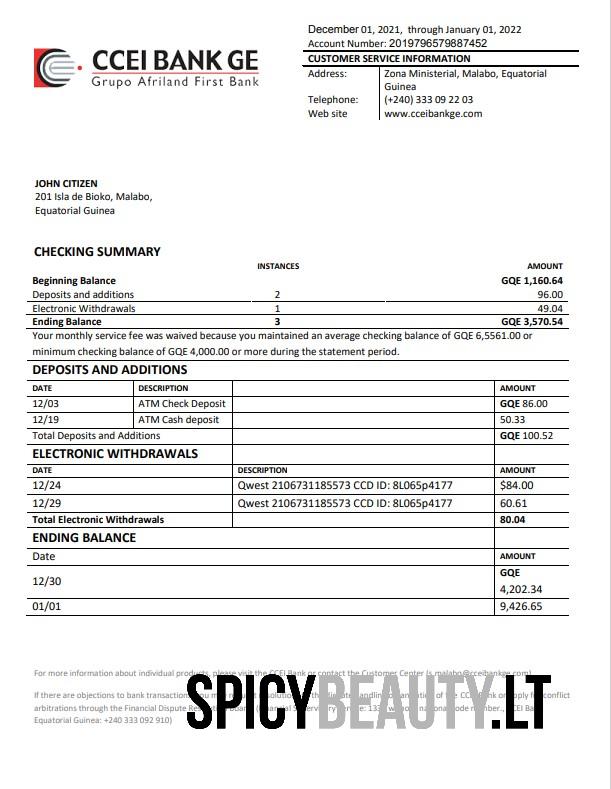 December 01, 2021, through January 01, 2022
Account Number: 2019796579887452
CCEI BANK GE
Grupo Afriland First Bank
CUSTOMER SERVICE INFORMATION
Address: Zona Ministerial, Malabo, Equatorial
Guinea
Telephone: (+240) 333 09 22 03
Web site www.cceibankge.com
JOHN CITIZEN
201 Isla de Bioko, Malabo,
Equatorial Guinea
CHECKING SUMMARY
INSTANCES AMOUNT
Beginning Balance GQE 1,160.64
Deposits and additions 2 96.00
Electronic Withdrawals 1 49.04
Ending Balance 3 GQE 3,570.54
Your monthly service fee was waived because you maintained an average checking balance of GQE 6,5561.00 or
minimum checking balance of GQE 4,000.00 or more during the statement period.
DEPOSITS AND ADDITIONS
DATE DESCRIPTION AMOUNT
12/03 ATM Check Deposit GQE 86.00
12/19 ATM Cash deposit 50.33
Total Deposits and Additions GQE 100.52
ELECTRONIC WITHDRAWALS
DATE DESCRIPTION AMOUNT
12/24 Qwest 2106731185573 CCD ID: 8L065p4177 $84.00
12/29 Qwest 2106731185573 CCD ID: 8L065p4177 60.61
Total Electronic Withdrawals 80.04
ENDING BALANCE
Date AMOUNT
12/30 GQE
4,202.34
01/01 9,426.65
For more information about individual products, please visit the CCEI Bank or contact the Customer Center (s.malabo@cceibankge.com)
If there are objections to bank transactions, you may request of the CCEI Bank or apply for conflict
arbitrations through the Financial Dispute
Equatorial Guinea: +240 333 092 910)
SPICYBEAUTY.LT